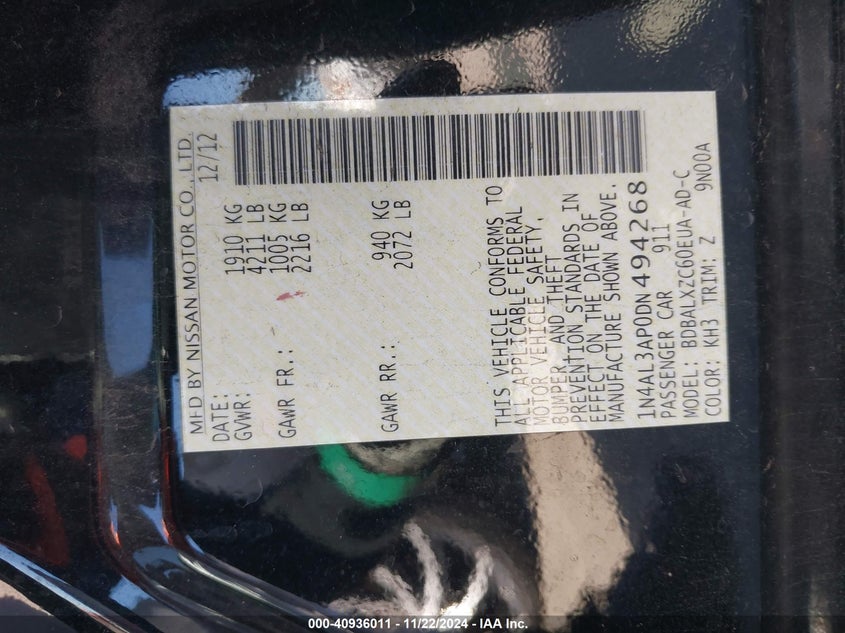 MFD BY NISSAN MOTOR CO., LTD.
DATE: 12/12
GVWR: 1910 KG
4211 LB
GAWR FR.: 1005 KG
2216 LB
GAWR RR.: 940 KG
2072 LB
THIS VEHICLE CONFORMS TO
ALL APPLICABLE FEDERAL
MOTOR VEHICLE SAFETY,
BUMPER AND THEFT
PREVENTION STANDARDS IN
EFFECT ON THE DATE OF
MANUFACTURE SHOWN ABOVE.
1N4AL3AP0DN494268
PASSENGER CAR 911
MODEL: BDBALXZC60EUA-AD-C
COLOR: KH3 TRIM: Z 9N00A
000-40936011 - 11/22/2024 - IAA Inc.